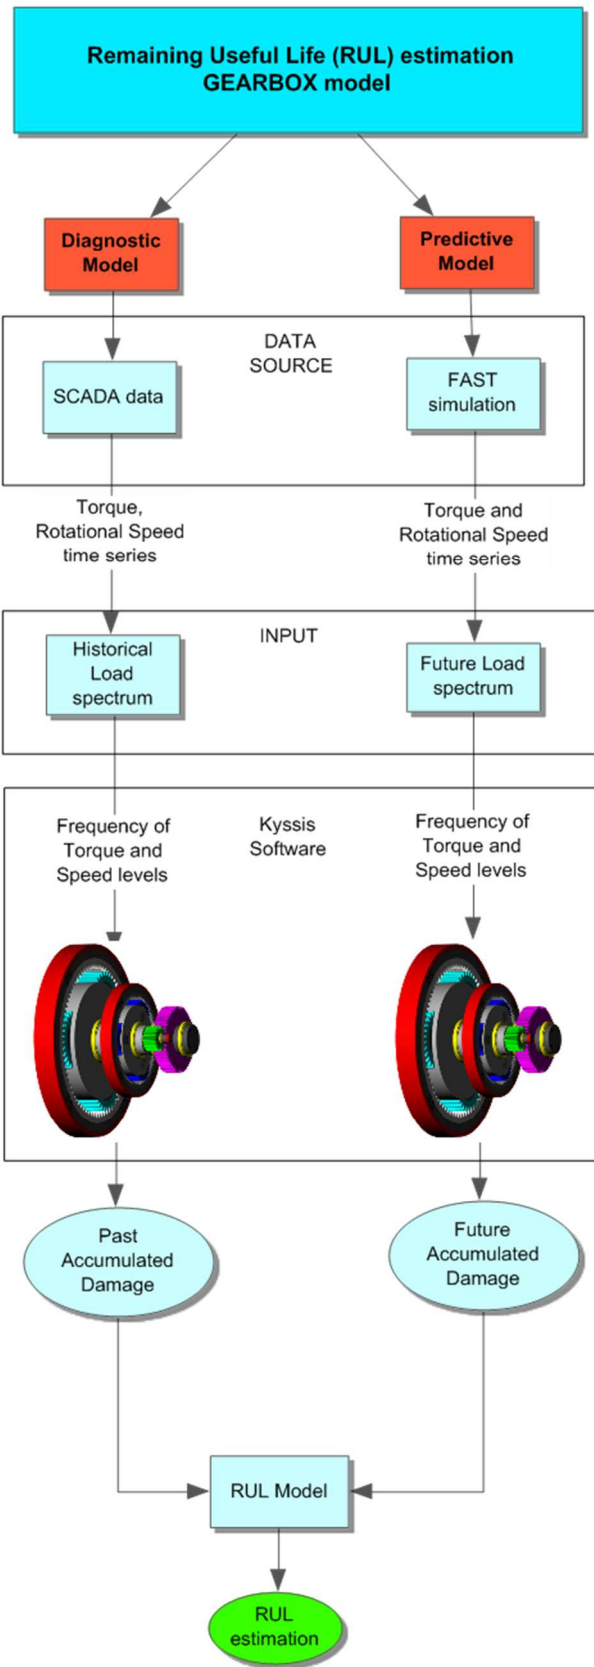 Remaining Useful Life (RUL) estimation
GEARBOX model
Diagnostic
Model
Predictive
Model
DATA
SOURCE
SCADA data
FAST
simulation
Torque,
Rotational Speed
time series
Torque and
Rotational Speed
time series
INPUT
Historical
Load
spectrum
Future Load
spectrum
Frequency of
Torque and
Speed levels
Kyssis
Software
Frequency of
Torque and
Speed levels
Past
Accumulated
Damage
Future
Accumulated
Damage
RUL Model
RUL
estimation